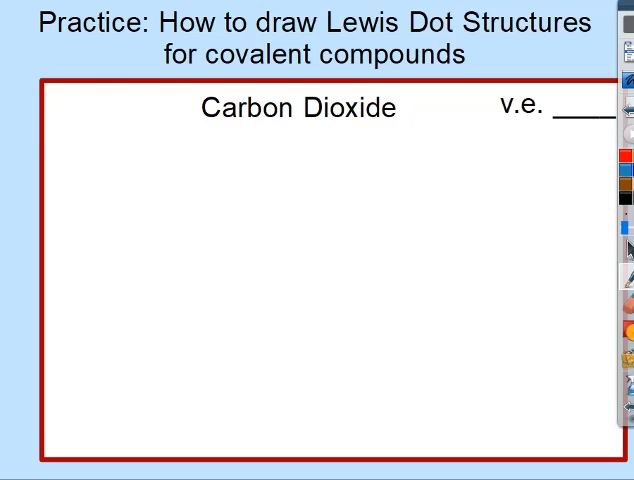 Practice: How to draw Lewis Dot Structures
for covalent compounds
Carbon Dioxide
v.e. ____